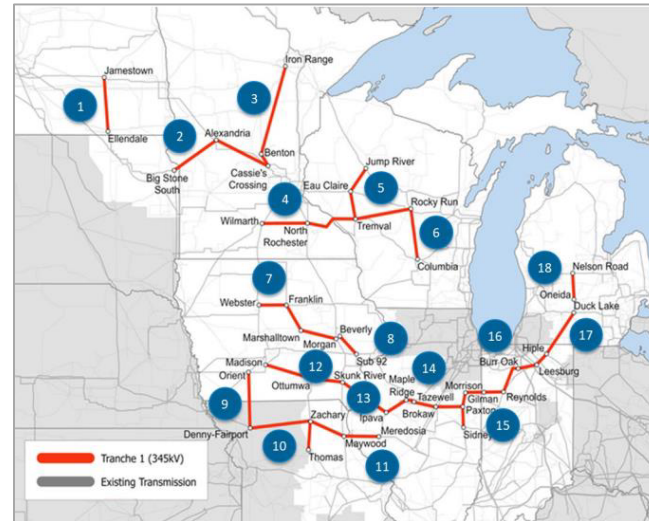 Iron Range
Jamestown
1
3
2
Alexandria
Ellendale
Benton
Big Stone
South
Cassie's
Crossing
Jump River
5
Eau Claire
4
Rocky Run
Wilmarth
North
Rochester
Tremval
6
Columbia
18
Nelson Road
7
Oneida
Webster
Franklin
Duck Lake
Marshalltown
Beverly
8
16
17
Morgan
Sub 92
Hiple
Madison
12
14
Burr Oak
Orient
Skunk River
Leesburg
Ottumwa
Maple
Ridge
Morrison
13
Tazewell
Gilman
Reynolds
9
Ipava
Brokaw
Paxton
Zachary
Meredosia
15
Denny-Fairport
Sidney
10
Maywood
Thomas
11
Tranche 1 (345kV)
Existing Transmission